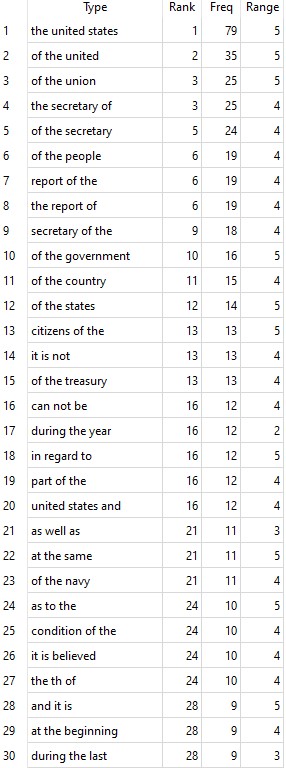 Type Rank Freq Range
1 the united states 1 79 5
2 of the united 2 35 5
3 of the union 3 25 5
4 the secretary of 3 25 4
5 of the secretary 5 24 4
6 of the people 6 19 4
7 report of the 6 19 4
8 the report of 6 19 4
9 secretary of the 9 18 4
10 of the government 10 16 5
11 of the country 11 15 4
12 of the states 12 14 5
13 citizens of the 13 13 5
14 it is not 13 13 4
15 of the treasury 13 13 4
16 can not be 16 12 4
17 during the year 16 12 2
18 in regard to 16 12 5
19 part of the 16 12 4
20 united states and 16 12 4
21 as well as 21 11 3
22 at the same 21 11 5
23 of the navy 21 11 4
24 as to the 24 10 5
25 condition of the 24 10 4
26 it is believed 24 10 4
27 the th of 24 10 4
28 and it is 28 9 5
29 at the beginning 28 9 4
30 during the last 28 9 3